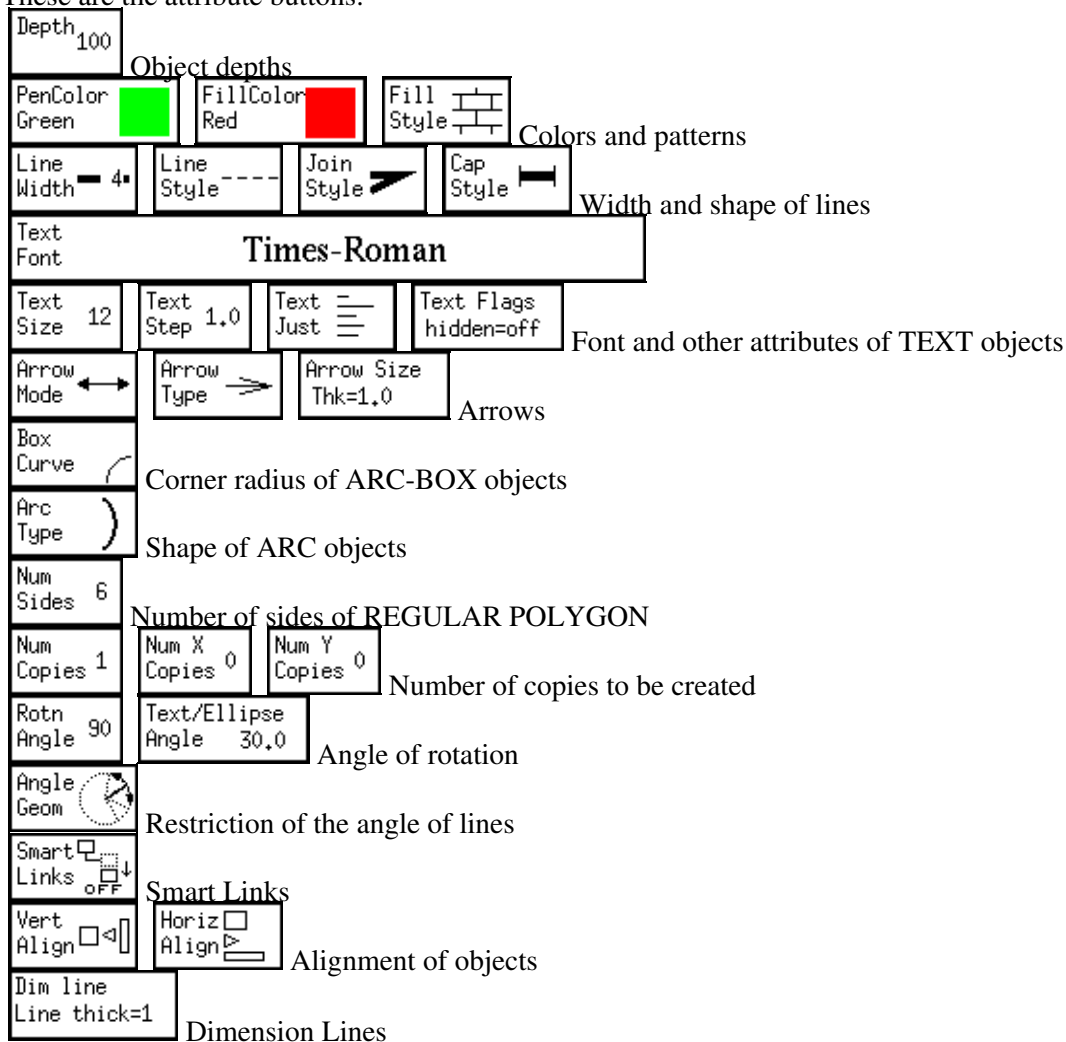 These are the attribute buttons:
Depth 100 Object depths
PenColor Green FillColor Red Fill Style Colors and patterns
Line Width 4 Line Style Join Style Cap Style Width and shape of lines
Text Font Times-Roman
Text Size 12 Text Step 1.0 Text Just Text Flags hidden=off Font and other attributes of TEXT objects
Arrow Mode Arrow Type Arrow Size Thk=1.0 Arrows
Box Curve Corner radius of ARC-BOX objects
Arc Type Shape of ARC objects
Num Sides 6 Number of sides of REGULAR POLYGON
Num Copies 1 Num X Copies 0 Num Y Copies 0 Number of copies to be created
Rotn Angle 90 Text/Ellipse Angle 30.0 Angle of rotation
Angle Geom Restriction of the angle of lines
Smart Links OFF Smart Links
Vert Align Horiz Align Alignment of objects
Dim line Line thick=1 Dimension Lines